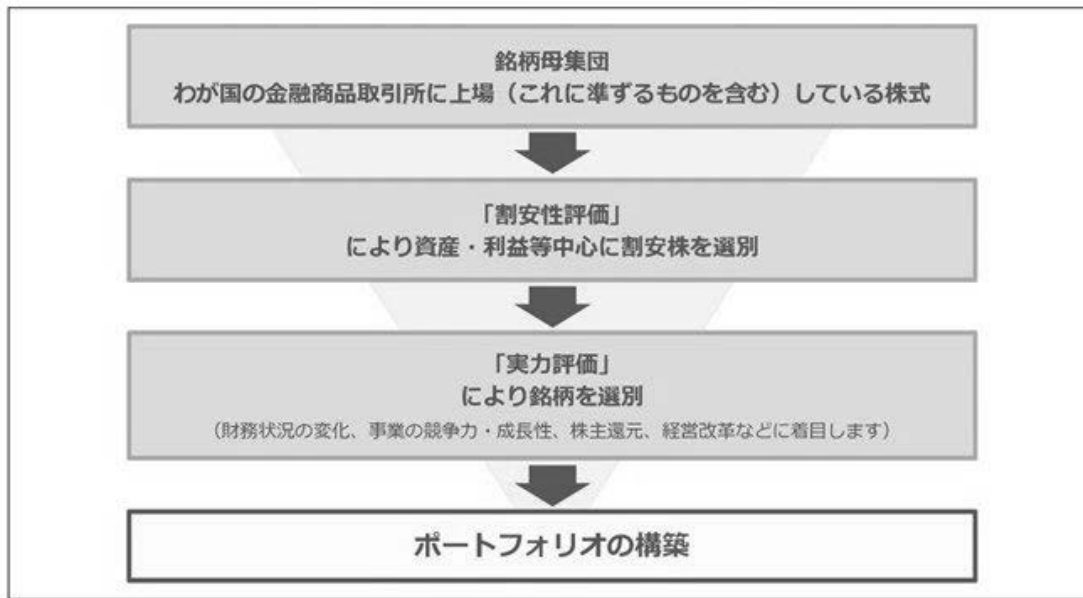 銘柄母集団
わが国の金融商品取引所に上場（これに準ずるものを含む）している株式
「割安性評価」
により資産・利益等中心に割安株を選別
「実力評価」
により銘柄を選別
（財務状況の変化、事業の競争力・成長性、株主還元、経営改革などに着目します）
ポートフォリオの構築